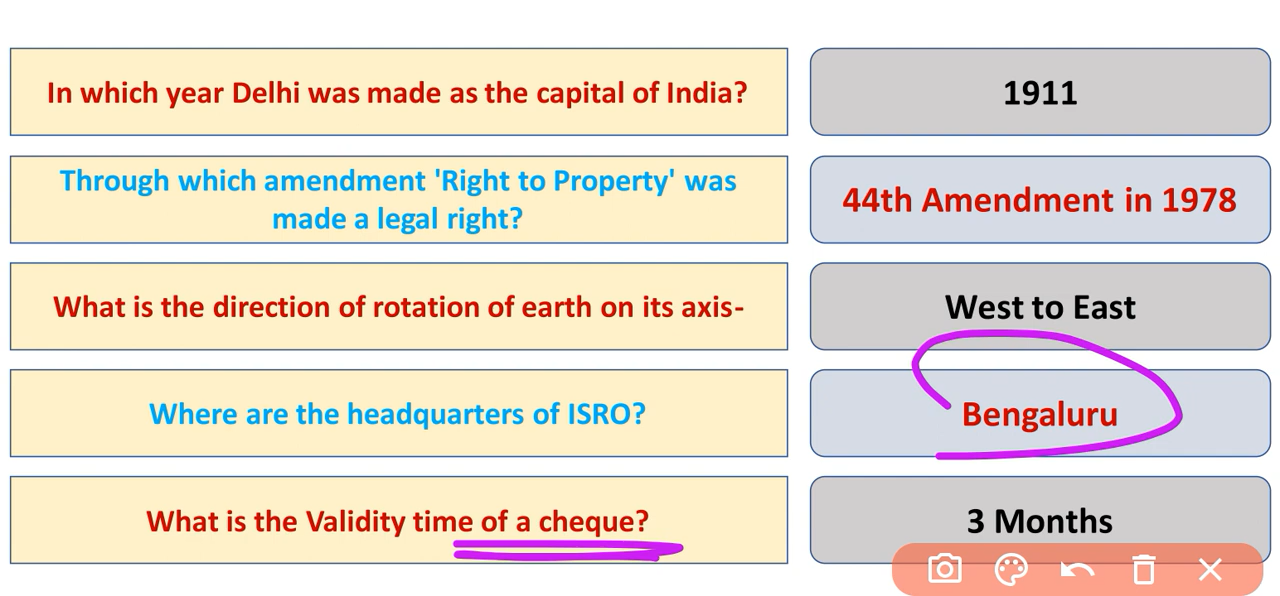 In which year Delhi was made as the capital of India?
1911
Through which amendment 'Right to Property' was
made a legal right?
44th Amendment in 1978
What is the direction of rotation of earth on its axis-
West to East
Where are the headquarters of ISRO?
Bengaluru
What is the Validity time of a cheque?
3 Months